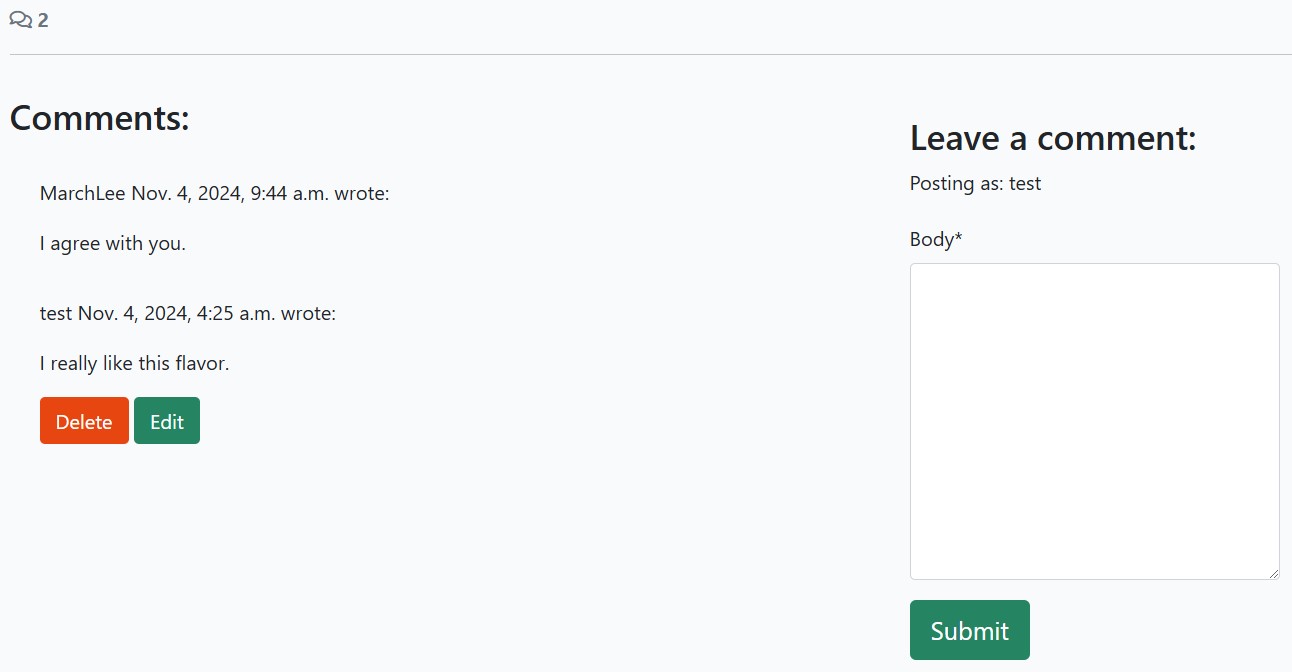 2
Comments:
MarchLee Nov. 4, 2024, 9:44 a.m. wrote:
I agree with you.
test Nov. 4, 2024, 4:25 a.m. wrote:
I really like this flavor.
Delete Edit
Leave a comment:
Posting as: test
Body*
Submit